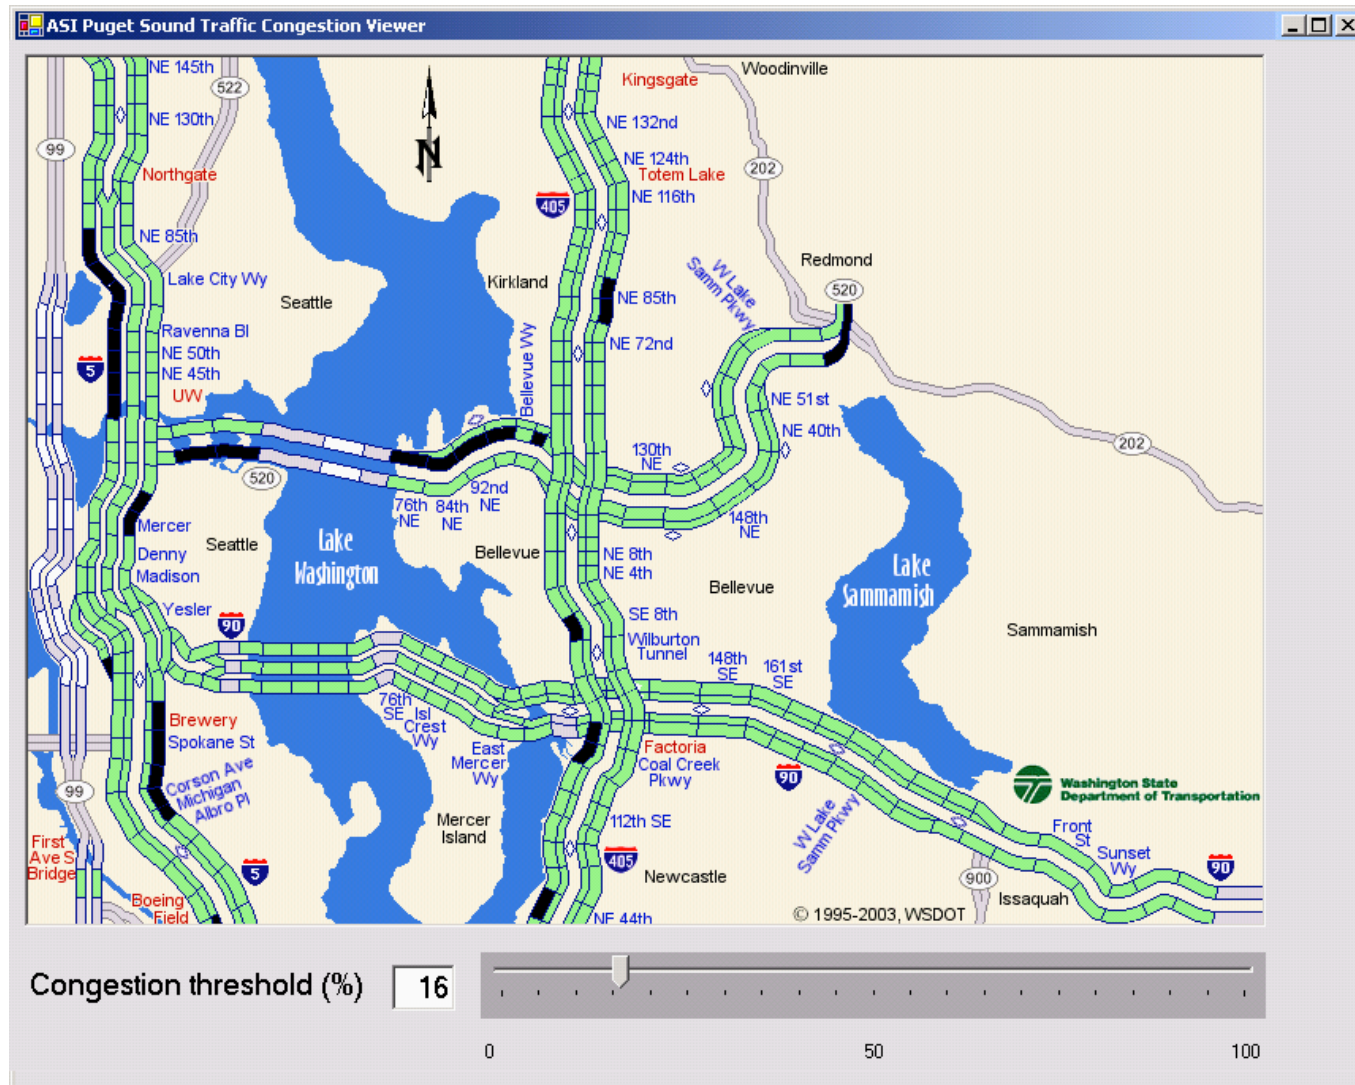 ASI Puget Sound Traffic Congestion Viewer
NE 145th
522
NE 130th
99
Northgate
NE 85th
Lake City Wy
Seattle
Ravenna Bl
NE 50th
NE 45th
UW
5
N
Kingsgate
Woodinville
NE 132nd
NE 124th
Totem Lake
NE 116th
202
405
Kirkland
W Lake
Samm Pkwy
Redmond
520
NE 85th
NE 72nd
Bellevue Wy
NE 51st
NE 40th
202
130th
NE
148th
NE
520
76th
NE
84th
NE
92nd
NE
Mercer
Denny
Madison
Yesler
Seattle
Lake
Washington
Bellevue
NE 8th
NE 4th
Bellevue
Lake
Sammamish
SE 8th
Wilburton
Tunnel
148th
SE
161st
SE
Sammamish
90
76th
SE
Isl
Crest
Wy
East
Mercer
Wy
Brewery
Spokane St
Corson Ave
Michigan
Albro Pl
Factoria
Coal Creek
Pkwy
90
Washington State
Department of Transportation
99
Mercer
Island
112th SE
W Lake
Samm Pkwy
Front
St
Sunset
Wy
First
Ave S
Bridge
5
405
Newcastle
900
90
Issaquah
Boeing
Field
NE 44th
© 1995-2003, WSDOT
Congestion threshold (%)
16
0
50
100